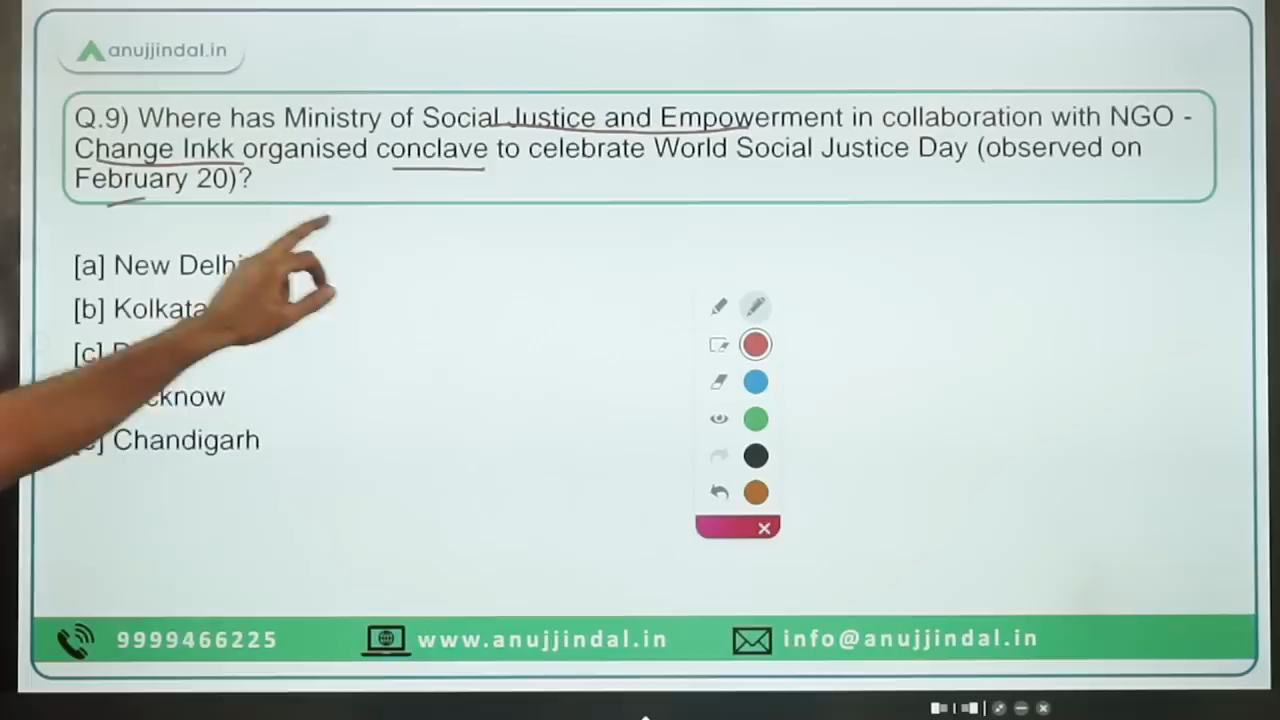 anujjindal.in
Q.9) Where has Ministry of Social Justice and Empowerment in collaboration with NGO -
Change Inkk organised conclave to celebrate World Social Justice Day (observed on
February 20)?
[a] New Delhi
[b] Kolkata
[c]
Chandigarh
9999466225
www.anujjindal.in
info@anujjindal.in